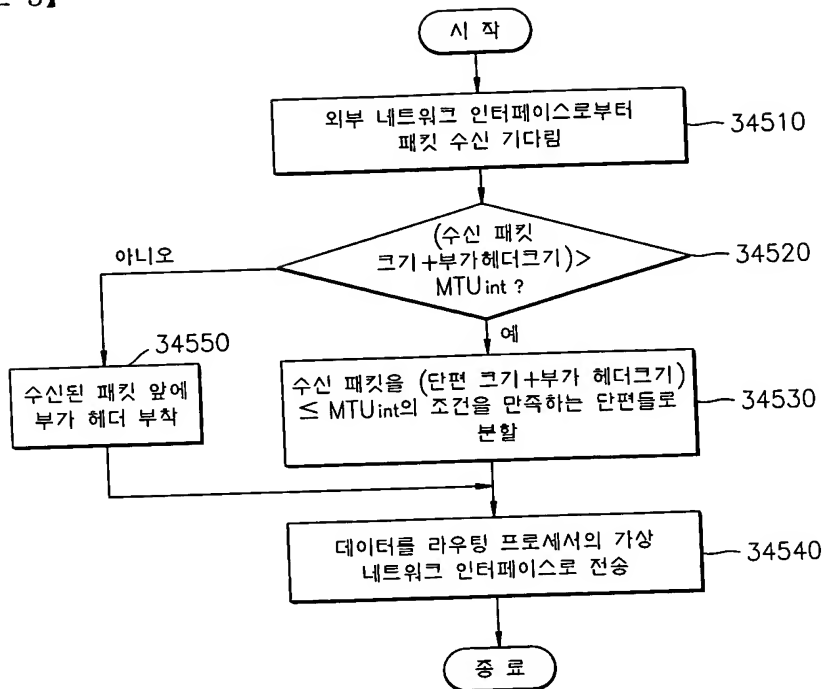 시 작
외부 네트워크 인터페이스로부터
패킷 수신 기다림
34510
(수신 패킷
크기+부가헤더크기)>
MTUint ?
34520
아니오
예
34550
수신된 패킷 앞에
부가 헤더 부착
수신 패킷을 (단편 크기+부가 헤더크기)
≤ MTUint의 조건을 만족하는 단편들로
분할
34530
데이터를 라우팅 프로세서의 가상
네트워크 인터페이스로 전송
34540
종 료